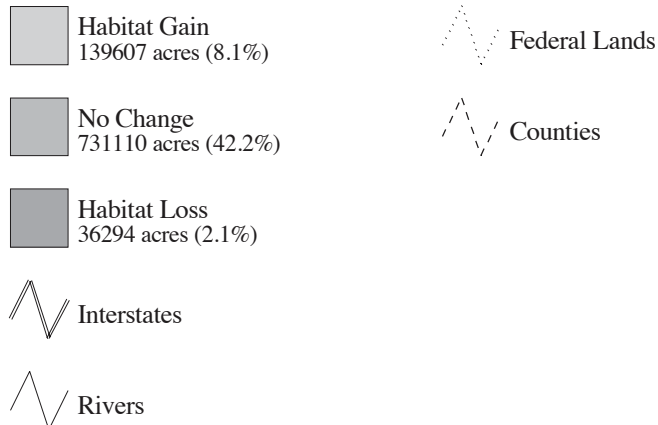 Habitat Gain
139607 acres (8.1%)
No Change
731110 acres (42.2%)
Habitat Loss
36294 acres (2.1%)
Interstates
Rivers
Federal Lands
Counties